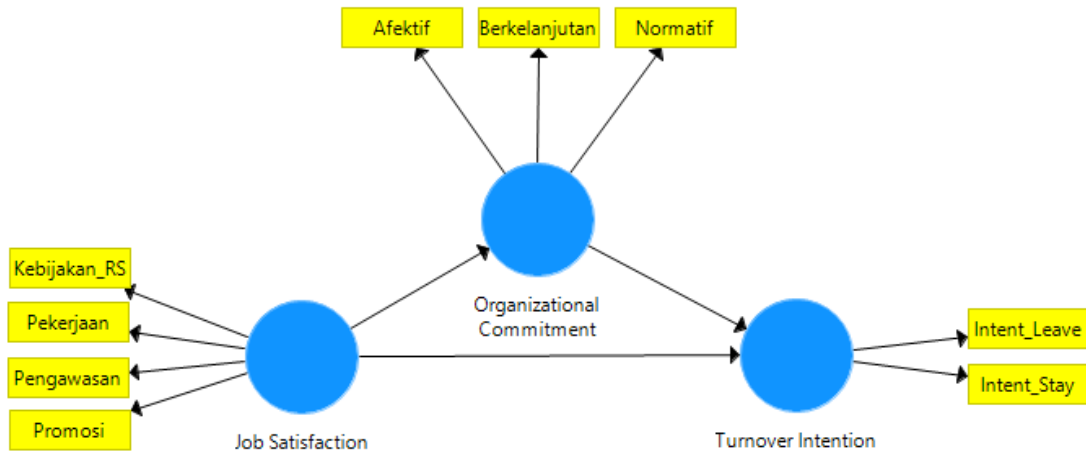 Afektif
Berkelanjutan
Normatif
Kebijakan_RS
Pekerjaan
Pengawasan
Promosi
Job Satisfaction
Organizational
Commitment
Turnover Intention
Intent_Leave
Intent_Stay